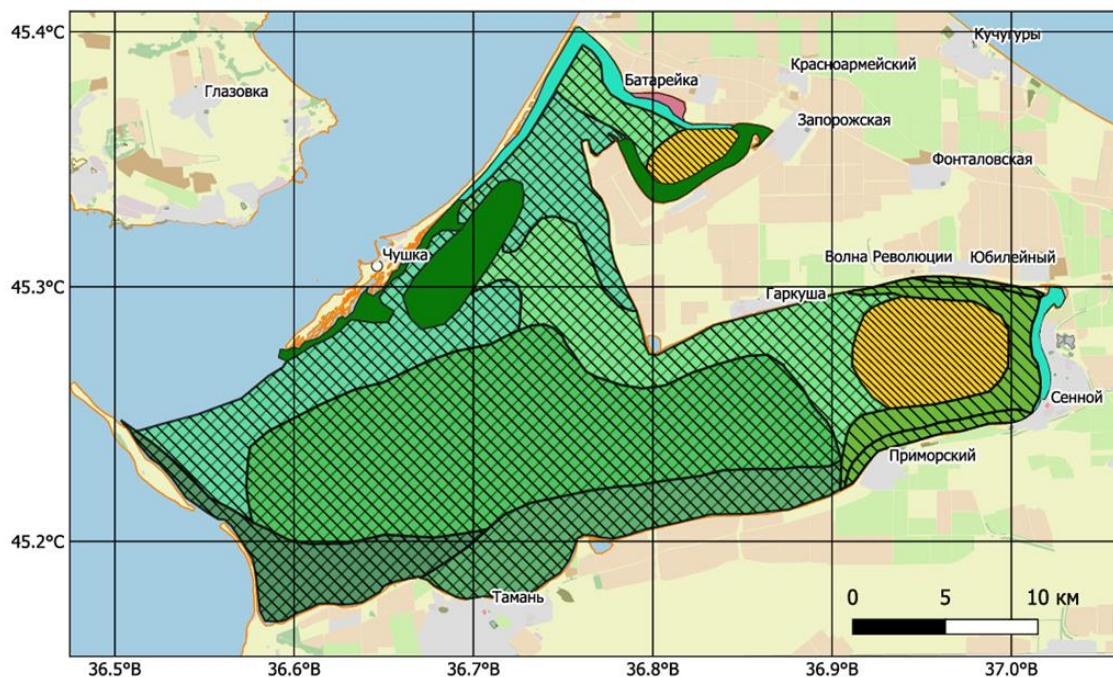 45.4°С
Кучугуры
Глазовка
Батарейка
Красноармейский
Запорожская
Фонталовская
Чушка
Волна Революции
Юбилейный
45.3°С
Гаркуша
Сенной
Приморский
45.2°С
Тамань
0 5 10 км
36.5°В 36.6°В 36.7°В 36.8°В 36.9°В 37.0°В